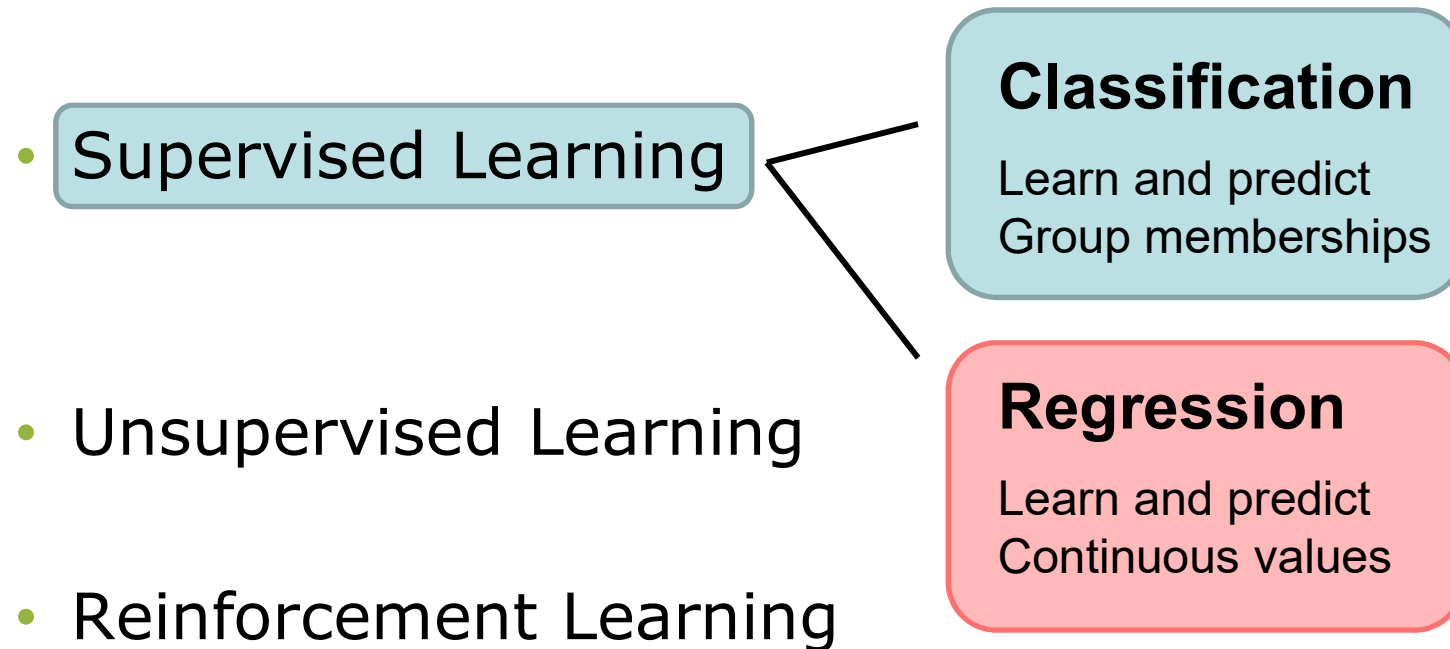 Supervised Learning
Unsupervised Learning
Reinforcement Learning
Classification
Learn and predict
Group memberships
Regression
Learn and predict
Continuous values